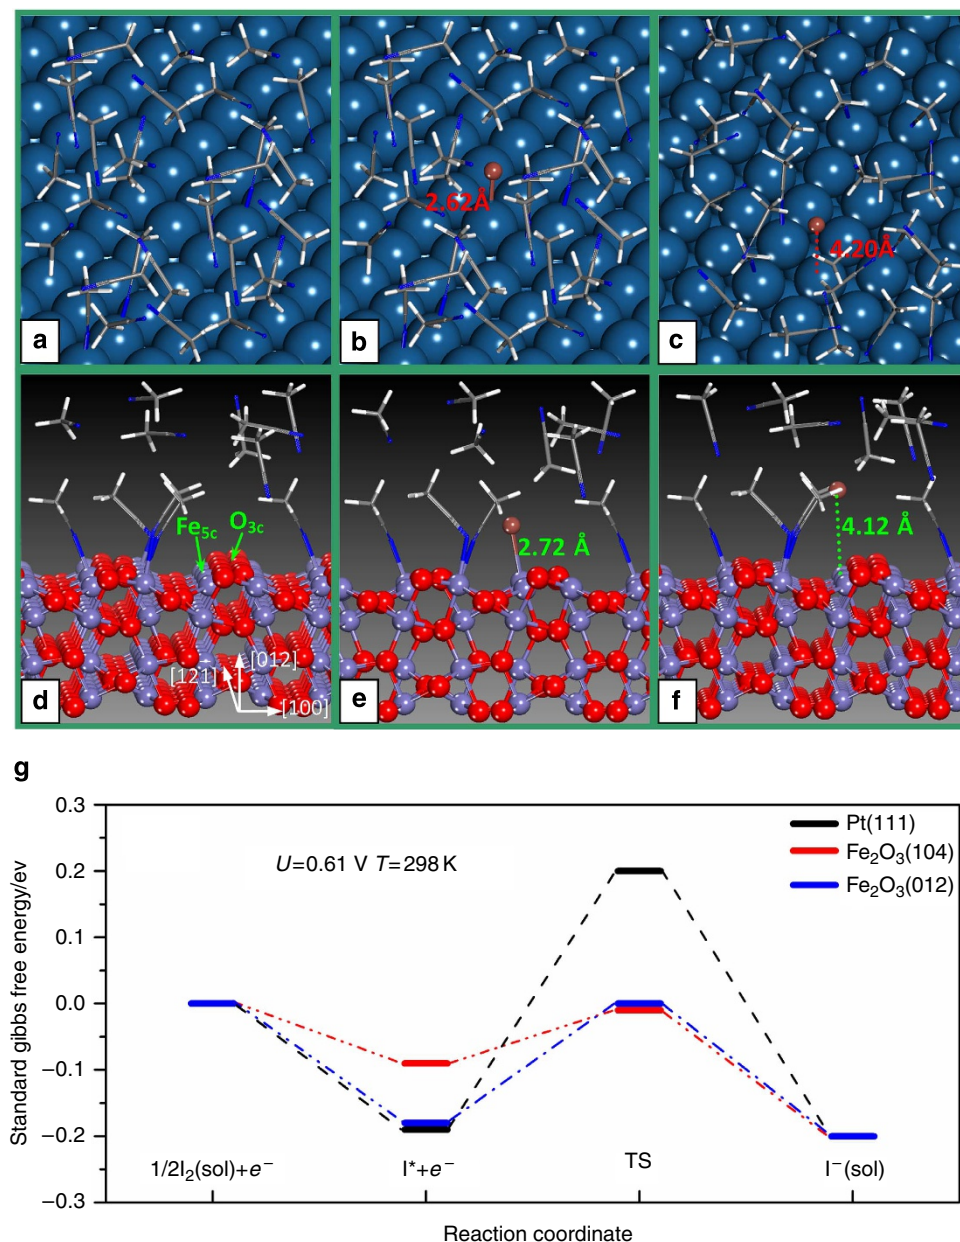 2.62Å
4.20Å
a
b
c
Fe5c
O3c
2.72 Å
4.12 Å
[012]
[12̄1̄]
[100]
d
e
f
g
0.3
0.2
0.1
0.0
−0.1
−0.2
−0.3
Standard gibbs free energy/ev
U=0.61 V T=298 K
Pt(111)
Fe2O3(104)
Fe2O3(012)
1/2I2(sol)+e−
I*+e−
TS
I−(sol)
Reaction coordinate